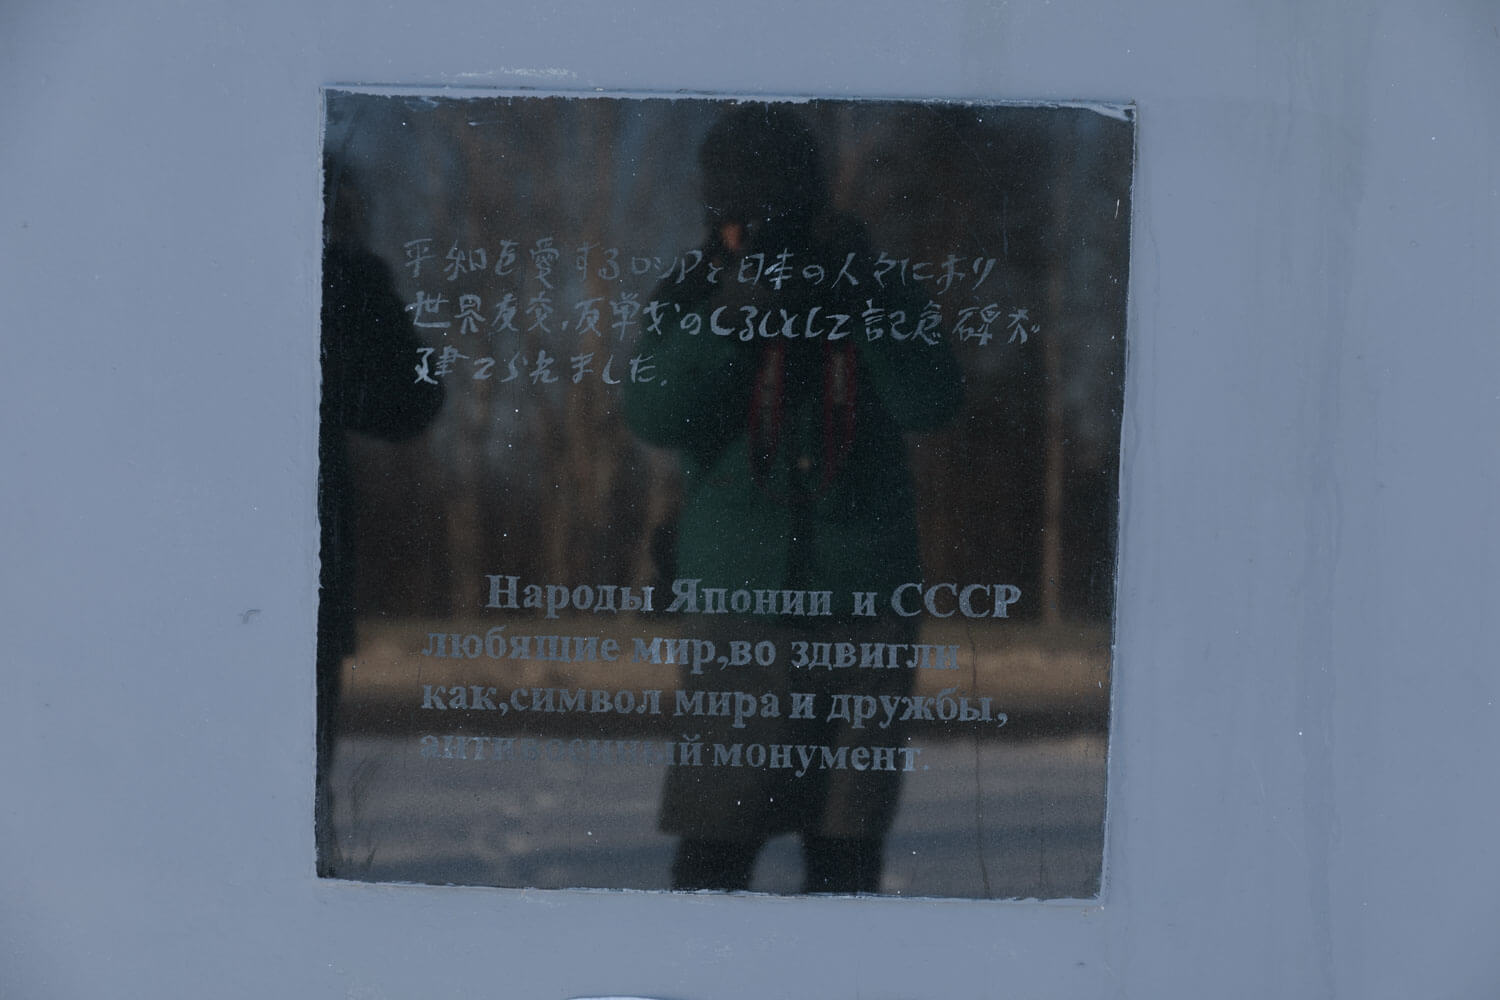 平和を愛するロシアと日本の人々により
世界友交,反戦争のしるしとして記念碑が
建てられました.
Народы Японии и СССР
любящие мир,во здвигли
как,символ мира и дружбы,
антивоенный монумент.